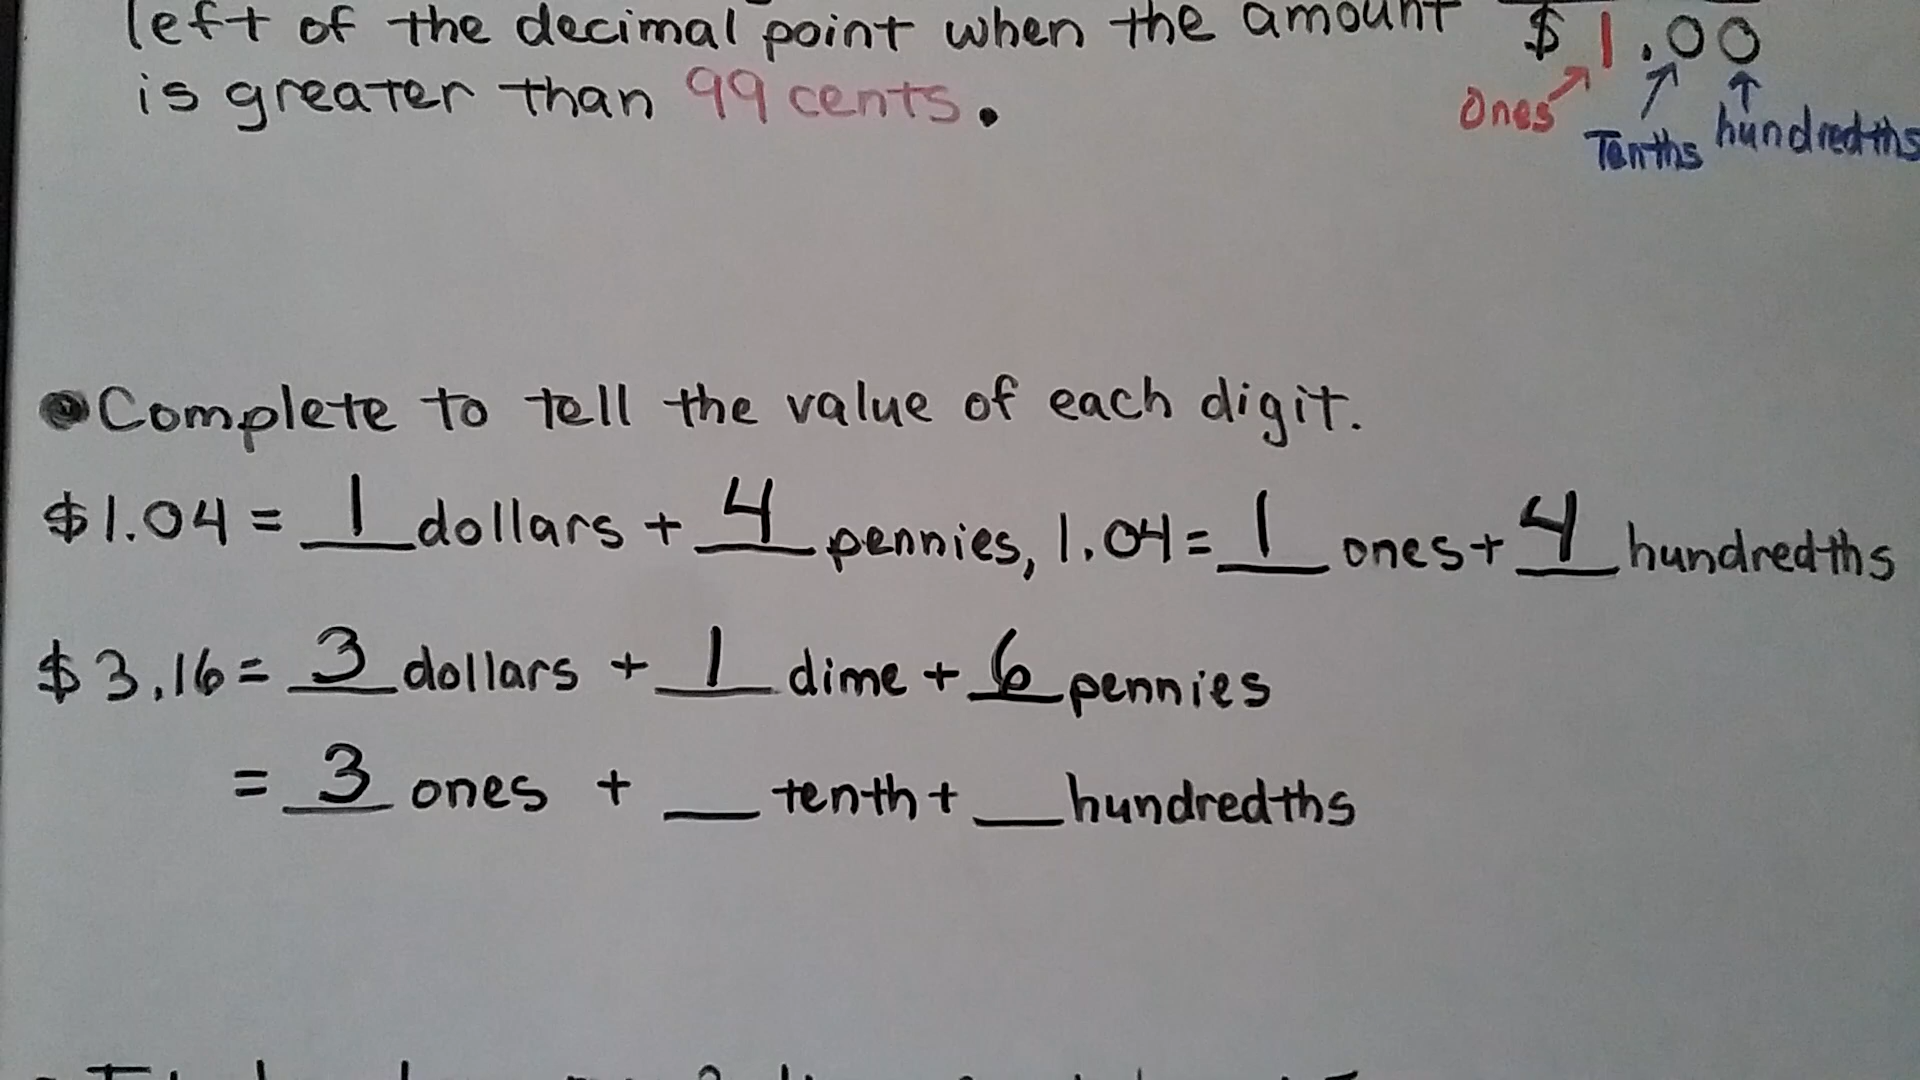 left of the decimal point when the amount
is greater than 99 cents.
$1.00
Ones
Tenths
hundredths
Complete to tell the value of each digit.
$1.04 = 1 dollars + 4 pennies, 1.04 = 1 ones + 4 hundredths
$3.16 = 3 dollars + 1 dime + 6 pennies
= 3 ones + __ tenth + __ hundredths